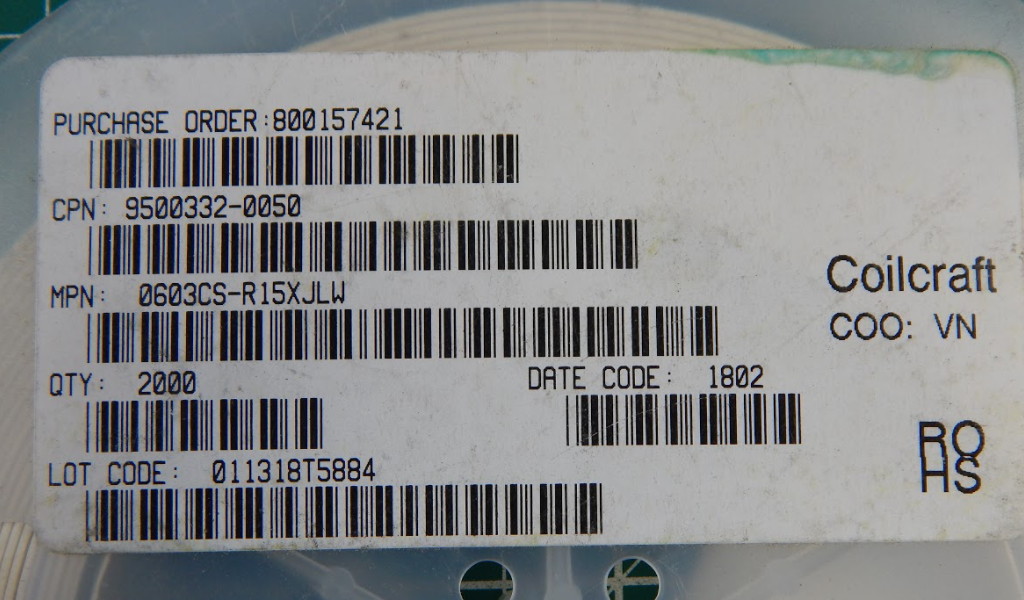 PURCHASE ORDER:800157421
CPN: 9500332-0050
MPN: 0603CS-R15XJLW
Coilcraft
COO: VN
QTY: 2000
DATE CODE: 1802
LOT CODE: 011318T5884
RO
HS